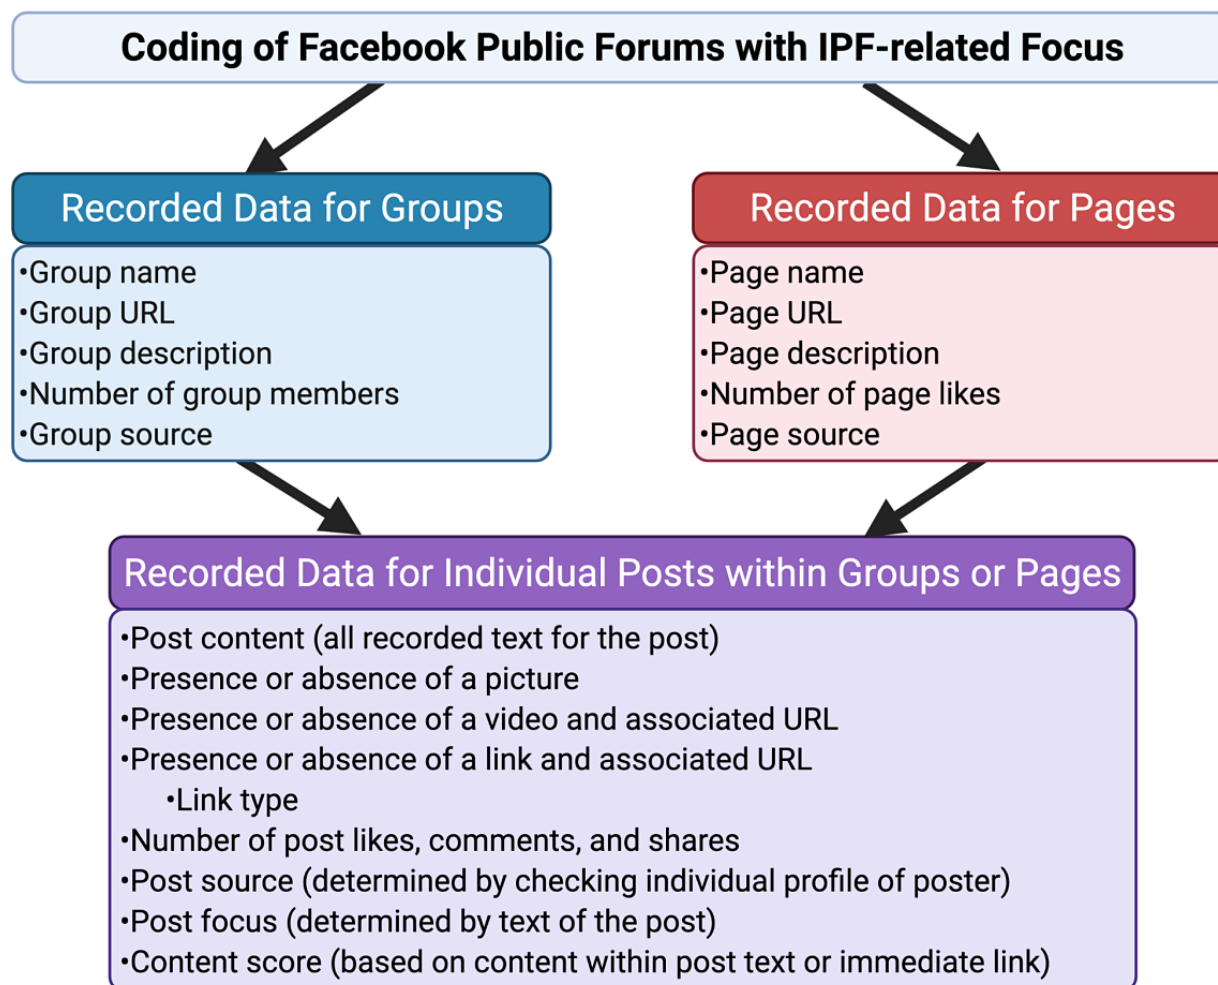 Coding of Facebook Public Forums with IPF-related Focus
Recorded Data for Groups
•Group name
•Group URL
•Group description
•Number of group members
•Group source
Recorded Data for Pages
•Page name
•Page URL
•Page description
•Number of page likes
•Page source
Recorded Data for Individual Posts within Groups or Pages
•Post content (all recorded text for the post)
•Presence or absence of a picture
•Presence or absence of a video and associated URL
•Presence or absence of a link and associated URL
•Link type
•Number of post likes, comments, and shares
•Post source (determined by checking individual profile of poster)
•Post focus (determined by text of the post)
•Content score (based on content within post text or immediate link)